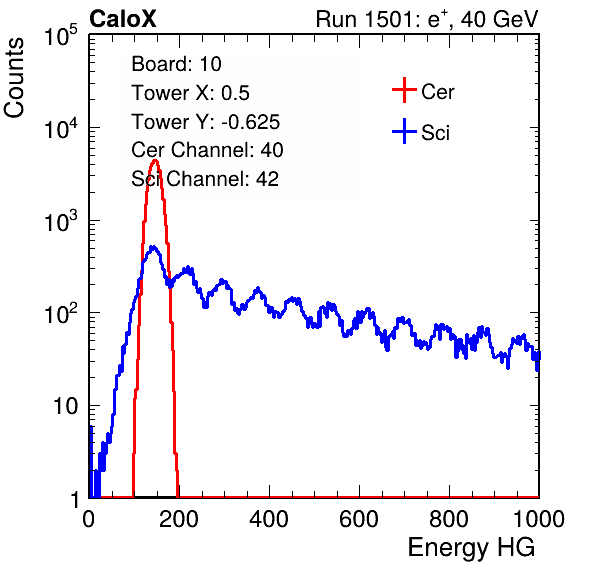 CaloX Run 1501: e+, 40 GeV
Counts
Board: 10
Tower X: 0.5
Tower Y: -0.625
Cer Channel: 40
Sci Channel: 42
Cer
Sci
10^5
10^4
10^3
10^2
10
1
0 200 400 600 800 1000
Energy HG